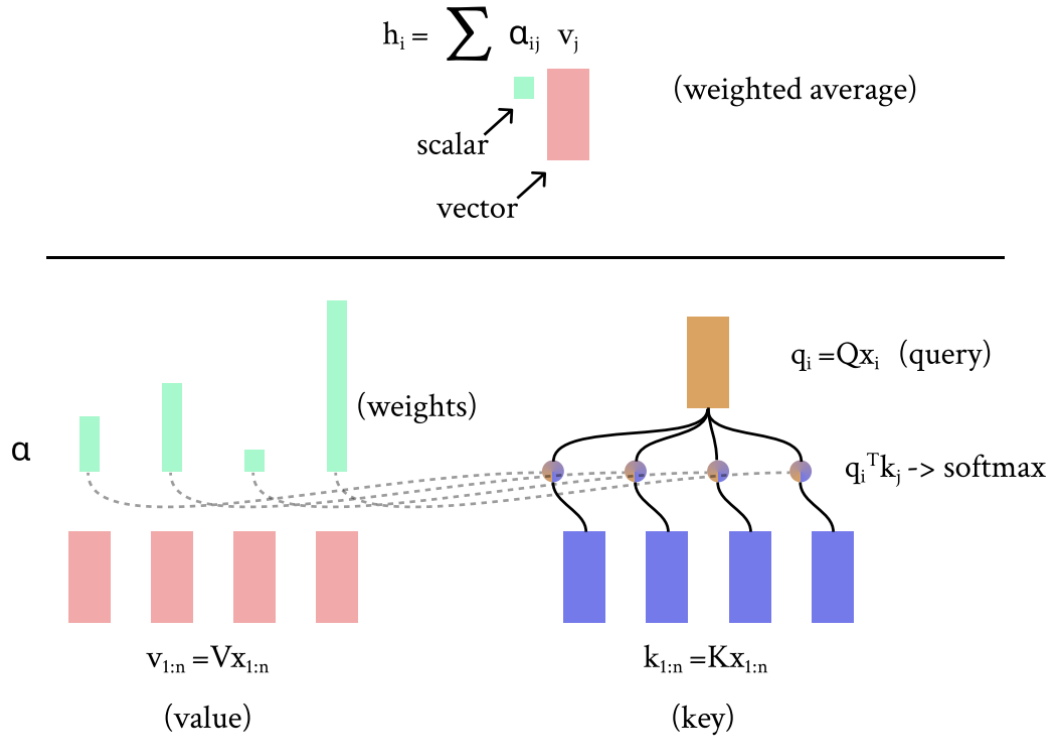 hᵢ = ∑ αᵢⱼ vⱼ
(weighted average)
scalar
vector
qᵢ =Qxᵢ (query)
(weights)
α
qᵢᵀkⱼ -> softmax
v₁:ₙ =Vx₁:ₙ
k₁:ₙ =Kx₁:ₙ
(value)
(key)